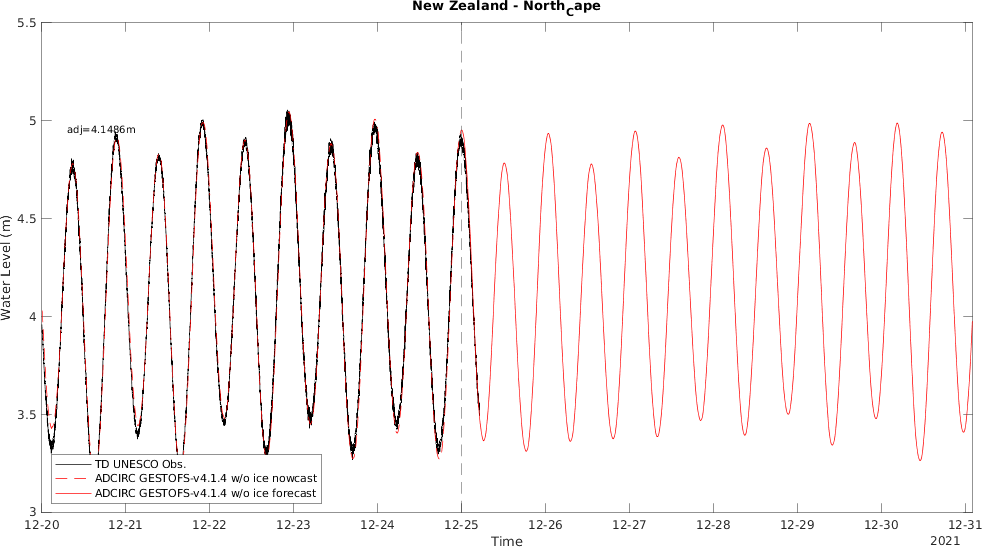 New Zealand - North_Cape
5.5
5
4.5
4
3.5
3
Water Level (m)
adj=4.1486m
TD UNESCO Obs.
ADCIRC GESTOFS-v4.1.4 w/o ice nowcast
ADCIRC GESTOFS-v4.1.4 w/o ice forecast
12-20 12-21 12-22 12-23 12-24 12-25 12-26 12-27 12-28 12-29 12-30 12-31
Time
2021